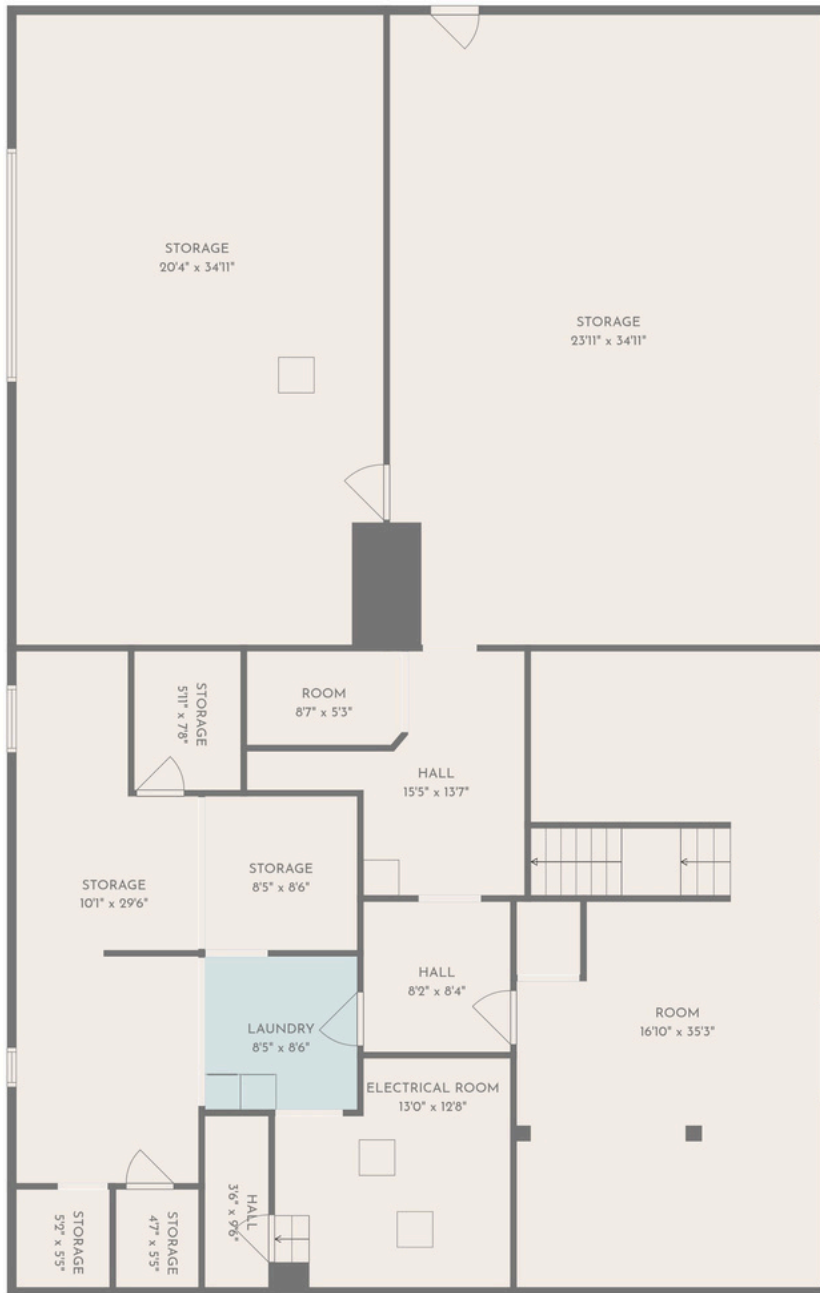 STORAGE
20'4" x 34'11"
STORAGE
23'11" x 34'11"
STORAGE
5'11" x 7'8"
ROOM
8'7" x 5'3"
HALL
15'5" x 13'7"
STORAGE
10'1" x 29'6"
STORAGE
8'5" x 8'6"
HALL
8'2" x 8'4"
ROOM
16'10" x 35'3"
LAUNDRY
8'5" x 8'6"
ELECTRICAL ROOM
13'0" x 12'8"
HALL
3'6" x 9'6"
STORAGE
5'2" x 5'5"
STORAGE
4'7" x 5'5"